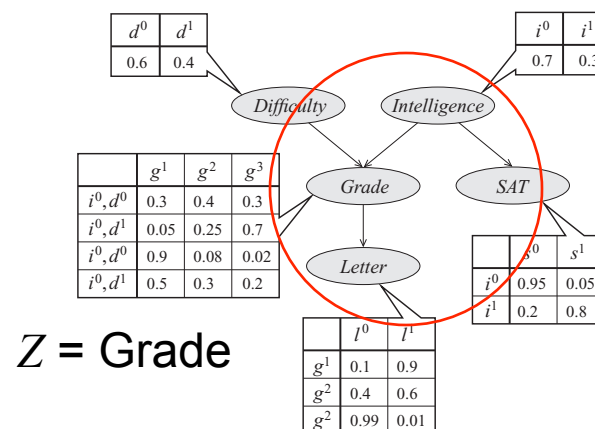 d⁰ d¹
0.6 0.4
i⁰ i¹
0.7 0.3
Difficulty
Intelligence
g¹ g² g³
i⁰,d⁰ 0.3 0.4 0.3
i⁰,d¹ 0.05 0.25 0.7
i⁰,d⁰ 0.9 0.08 0.02
i⁰,d¹ 0.5 0.3 0.2
Grade
SAT
s⁰ s¹
i⁰ 0.95 0.05
i¹ 0.2 0.8
Letter
l⁰ l¹
g¹ 0.1 0.9
g² 0.4 0.6
g² 0.99 0.01
Z = Grade